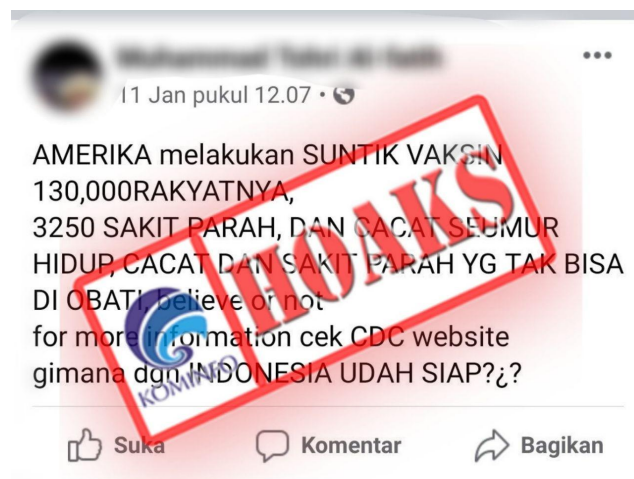 11 Jan pukul 12.07 •
AMERIKA melakukan SUNTIK VAKSIN
130,000RAKYATNYA,
3250 SAKIT PARAH, DAN CACAT SEUMUR
HIDUP, CACAT DAN SAKIT PARAH YG TAK BISA
DI OBATI, believe or not
for more information cek CDC website
gimana dgn INDONESIA UDAH SIAP?¿?
HOAKS
KOMINFO
Suka
Komentar
Bagikan